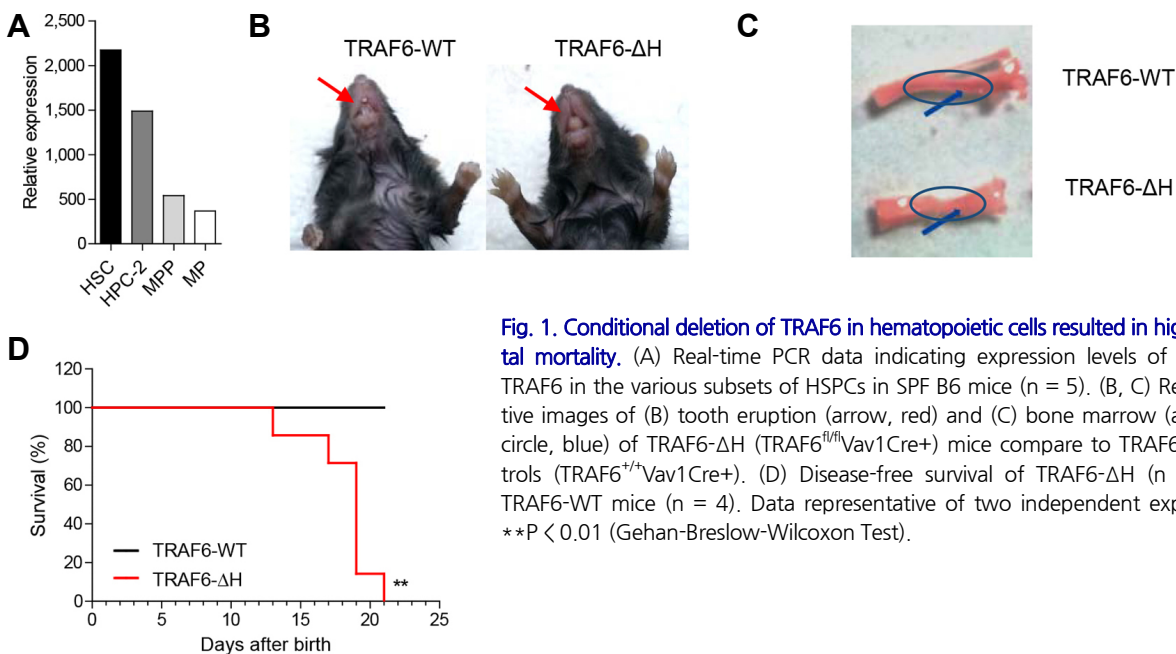 A
B
C
2,500
2,000
1,500
1,000
500
0
Relative expression
HSC
HPC-2
MPP
MP
TRAF6-WT
TRAF6-ΔH
TRAF6-WT
TRAF6-ΔH
Fig. 1. Conditional deletion of TRAF6 in hematopoietic cells resulted in
tal mortality. (A) Real-time PCR data indicating expression levels of
TRAF6 in the various subsets of HSPCs in SPF B6 mice (n = 5). (B, C)
tive images of (B) tooth eruption (arrow, red) and (C) bone marrow
circle, blue) of TRAF6-ΔH (TRAF6fl/flVav1Cre+) mice compare to TRAF6
trols (TRAF6+/+Vav1Cre+). (D) Disease-free survival of TRAF6-ΔH (n
TRAF6-WT mice (n = 4). Data representative of two independent
**P < 0.01 (Gehan-Breslow-Wilcoxon Test).
D
120
100
80
60
40
20
0
Survival (%)
TRAF6-WT
TRAF6-ΔH
**
0 5 10 15 20 25
Days after birth